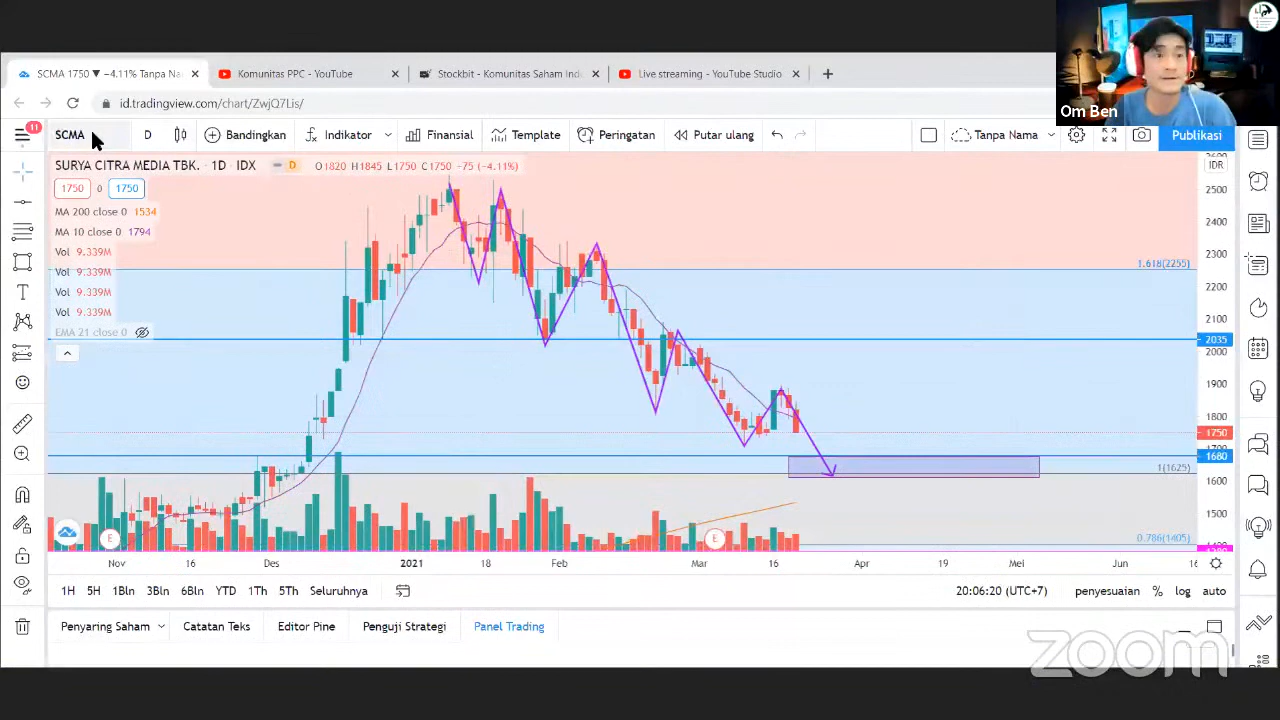 SCMA 1750 ▼ −4.11% Tanpa Na
Komunitas PPC - YouTube
Stockbit - Komunitas Saham Ind
Live streaming - YouTube Studio
id.tradingview.com/chart/ZwjQ7Lis/
Om Ben
11
SCMA
D
Bandingkan
Indikator
Finansial
Template
Peringatan
Putar ulang
Tanpa Nama
Publikasi
SURYA CITRA MEDIA TBK. · 1D · IDX
D
O1820 H1845 L1750 C1750 −75 (−4.11%)
IDR
1750 0 1750
MA 200 close 0 1534
MA 10 close 0 1794
Vol 9.339M
Vol 9.339M
Vol 9.339M
Vol 9.339M
EMA 21 close 0
2500
2400
2300
1.618(2255)
2200
2100
2035
2000
1900
1800
1750
1680
1(1625)
1600
1500
0.786(1405)
E
E
Nov 16 Des 2021 18 Feb Mar 16 Apr 19 Mei Jun 16
1H 5H 1Bln 3Bln 6Bln YTD 1Th 5Th Seluruhnya
20:06:20 (UTC+7)
penyesuaian % log auto
Penyaring Saham
Catatan Teks
Editor Pine
Penguji Strategi
Panel Trading
zoom